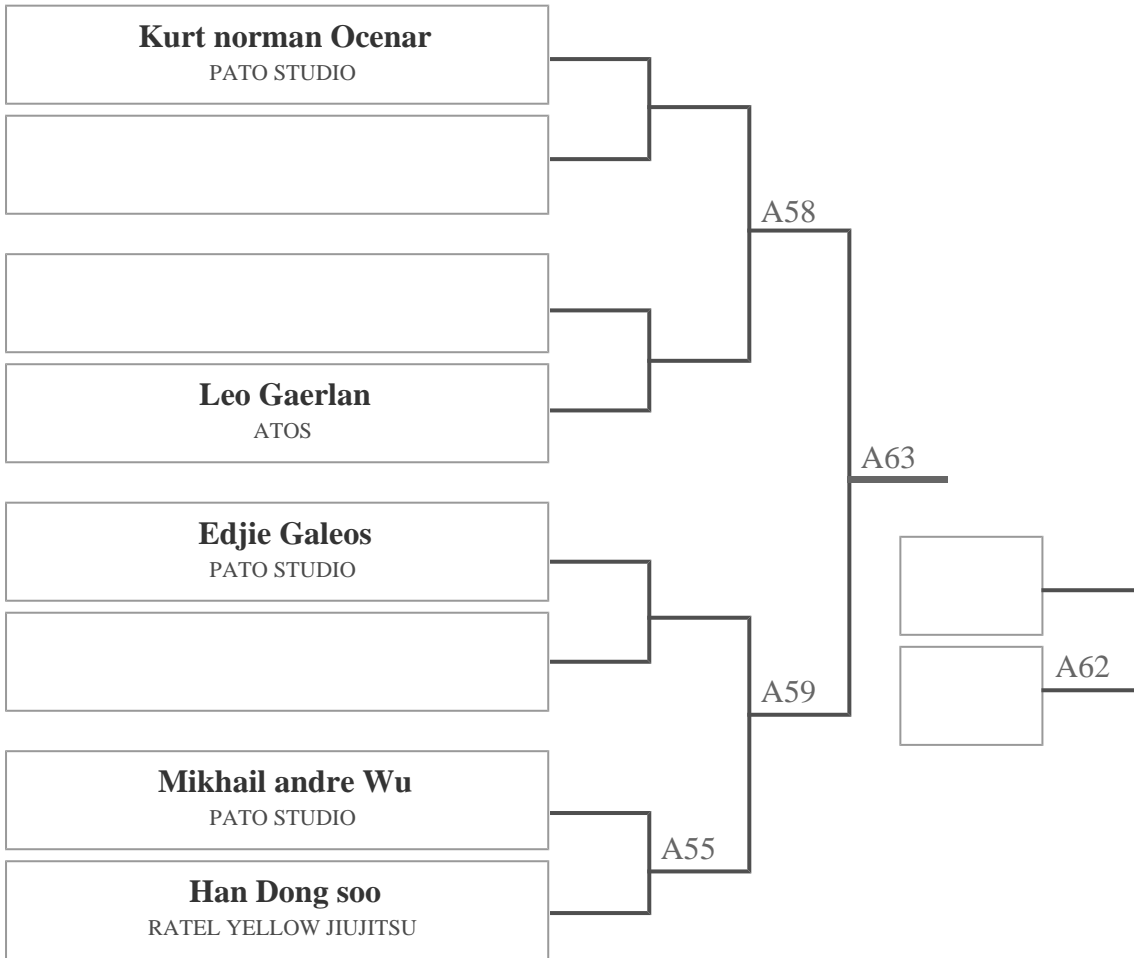 Kurt norman Ocenar
PATO STUDIO
A58
Leo Gaerlan
ATOS
A63
Edjie Galeos
PATO STUDIO
A62
A59
Mikhail andre Wu
PATO STUDIO
A55
Han Dong soo
RATEL YELLOW JIUJITSU